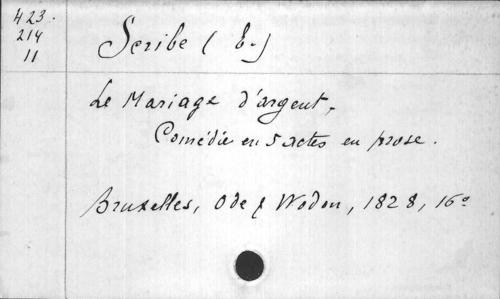 423.
214
11
Scribe (E.)
Le Mariage d'argent,
Comédie en 5 actes en prose.
Bruxelles, Ode & Wodon, 1828, 16º